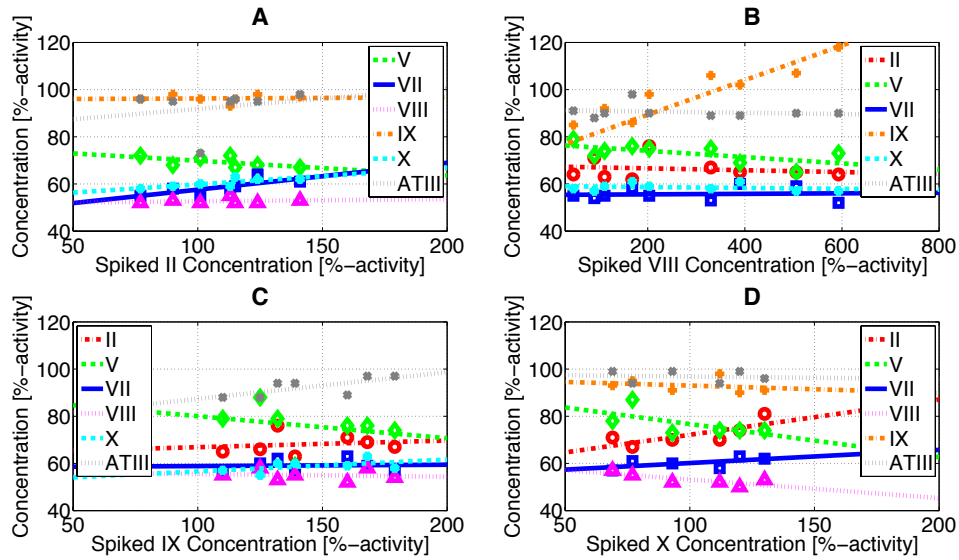 A
Concentration [%-activity]
120
100
80
60
40
50
100
150
200
Spiked II Concentration [%-activity]
V
VII
VIII
IX
X
ATIII
B
Concentration [%-activity]
120
100
80
60
40
200
400
600
800
Spiked VIII Concentration [%-activity]
II
V
VII
IX
X
ATIII
C
Concentration [%-activity]
120
100
80
60
40
50
100
150
200
Spiked IX Concentration [%-activity]
II
V
VII
VIII
X
ATIII
D
Concentration [%-activity]
120
100
80
60
40
50
100
150
200
Spiked X Concentration [%-activity]
II
V
VII
VIII
IX
ATIII